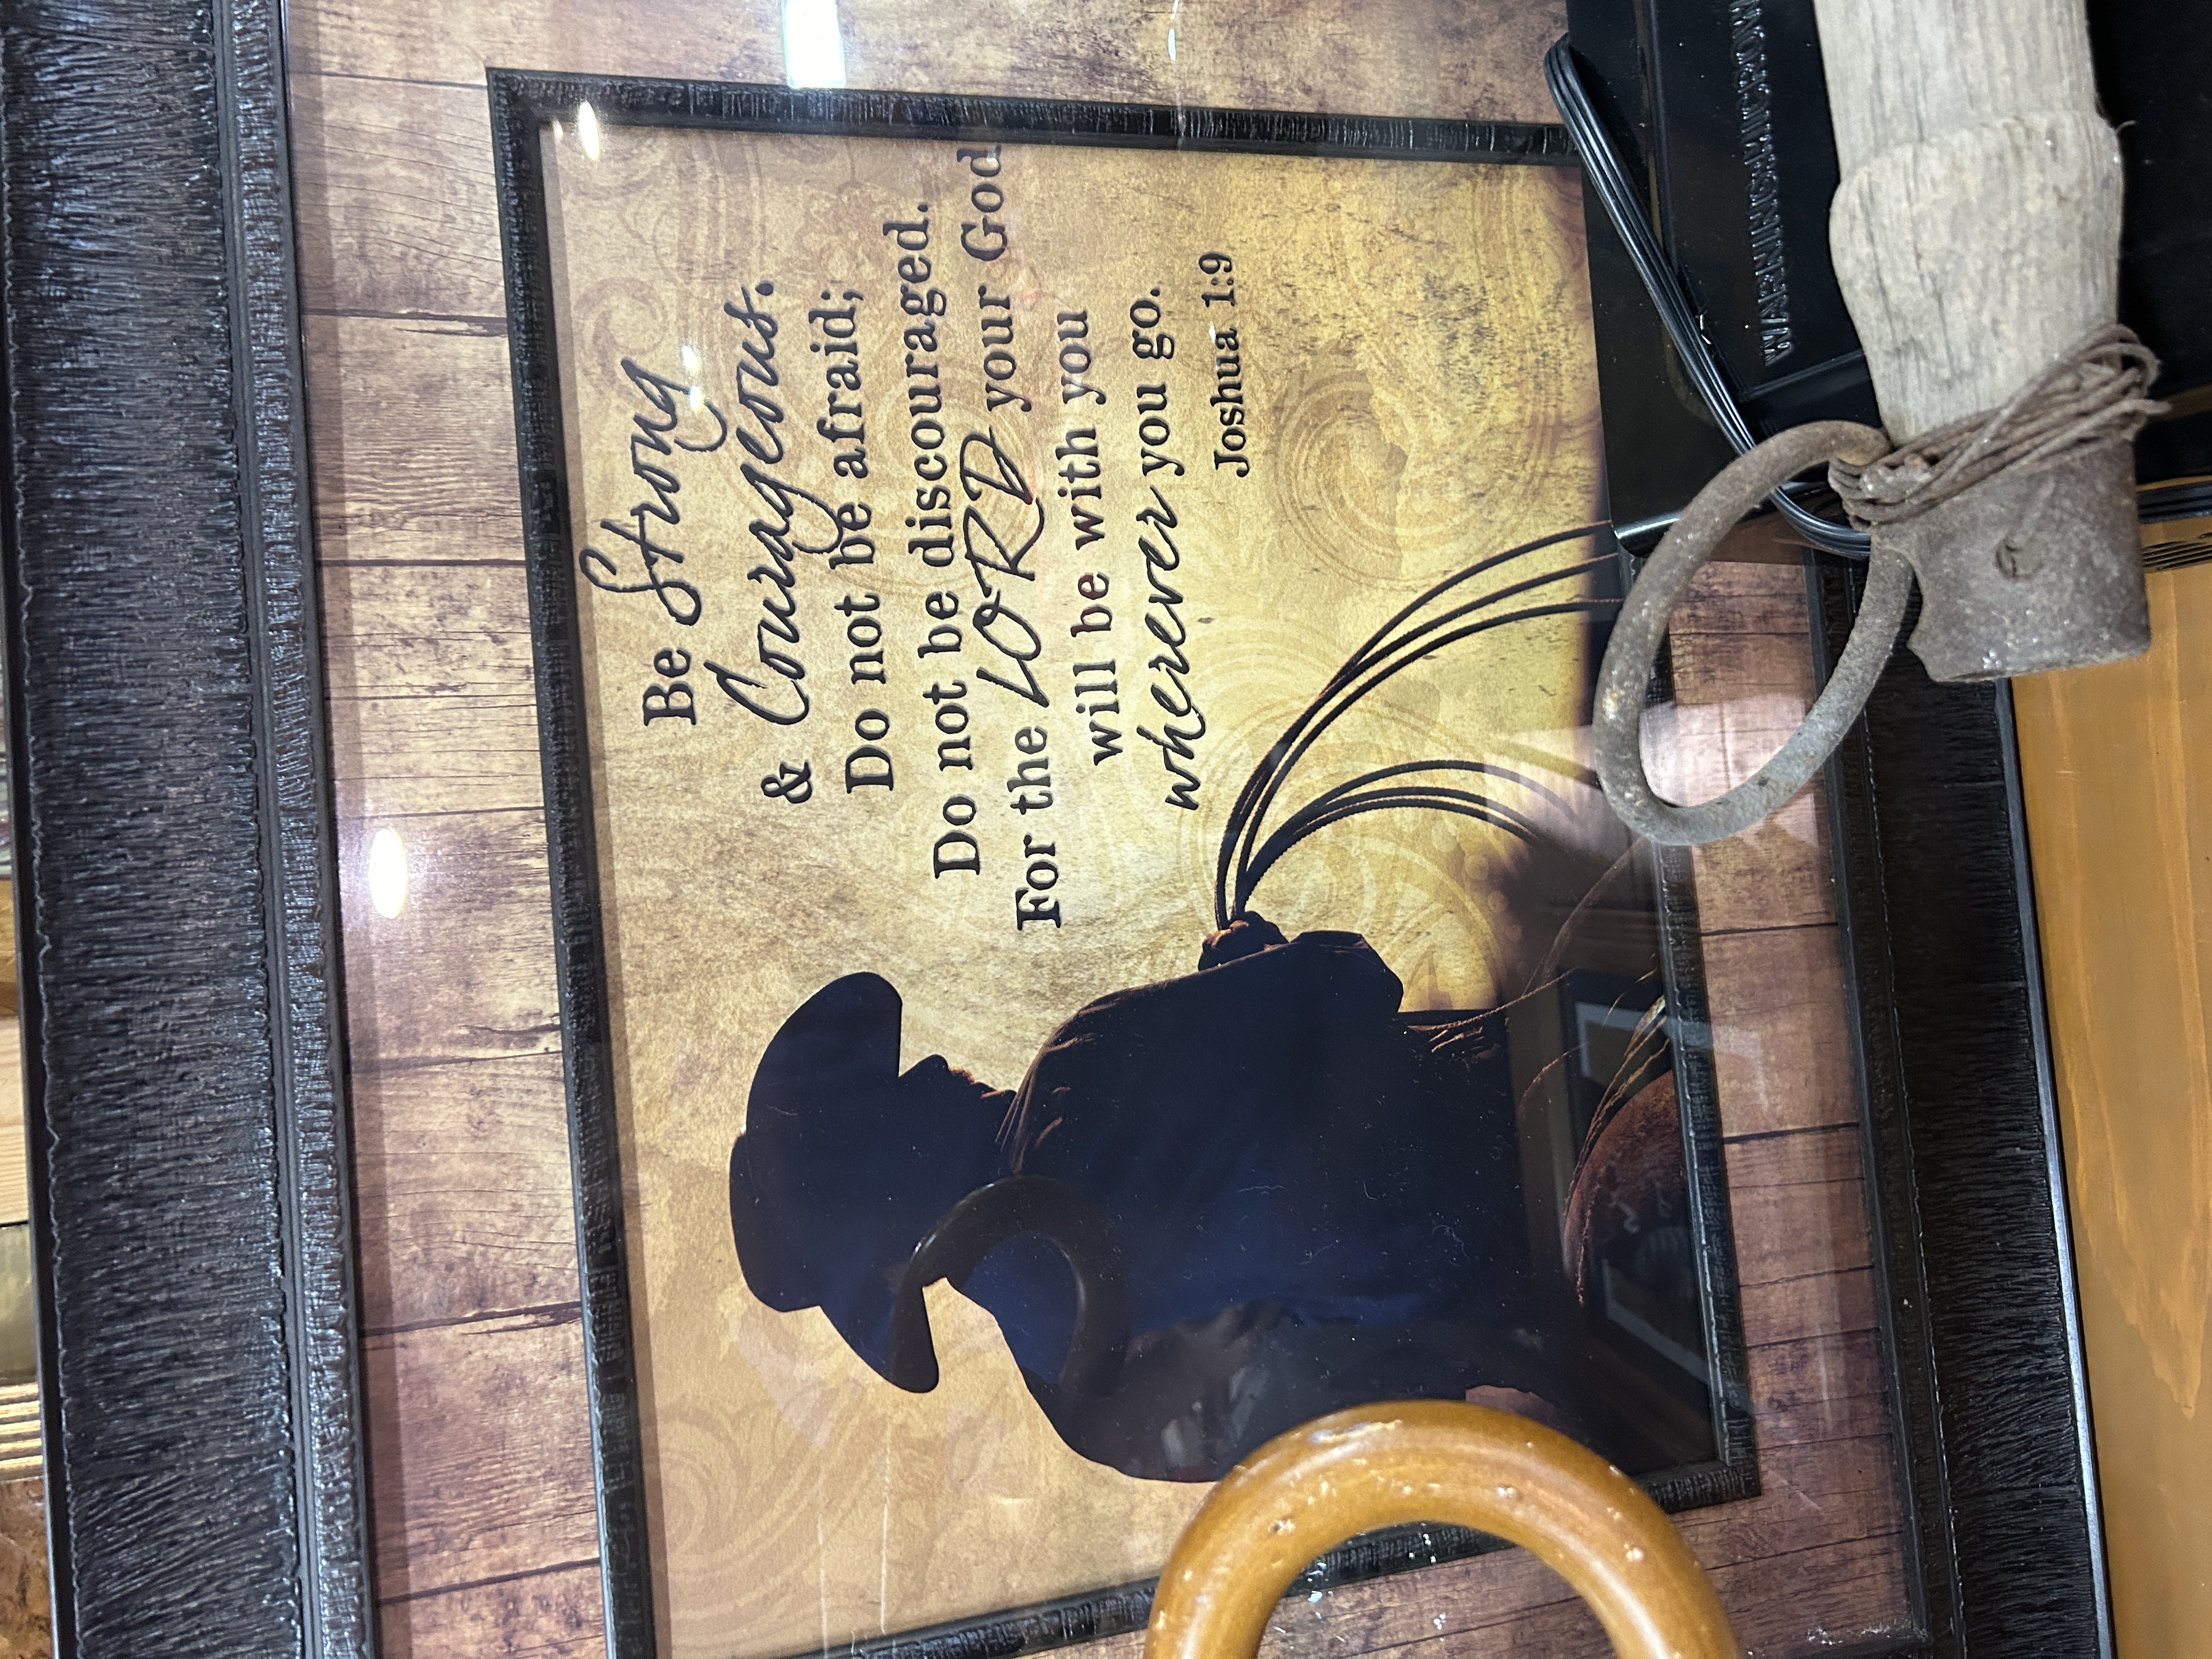 Be Strong
& Courageous.
Do not be afraid;
Do not be discouraged.
For the LORD your God
will be with you
wherever you go.
Joshua 1:9
WARNING:MICROW